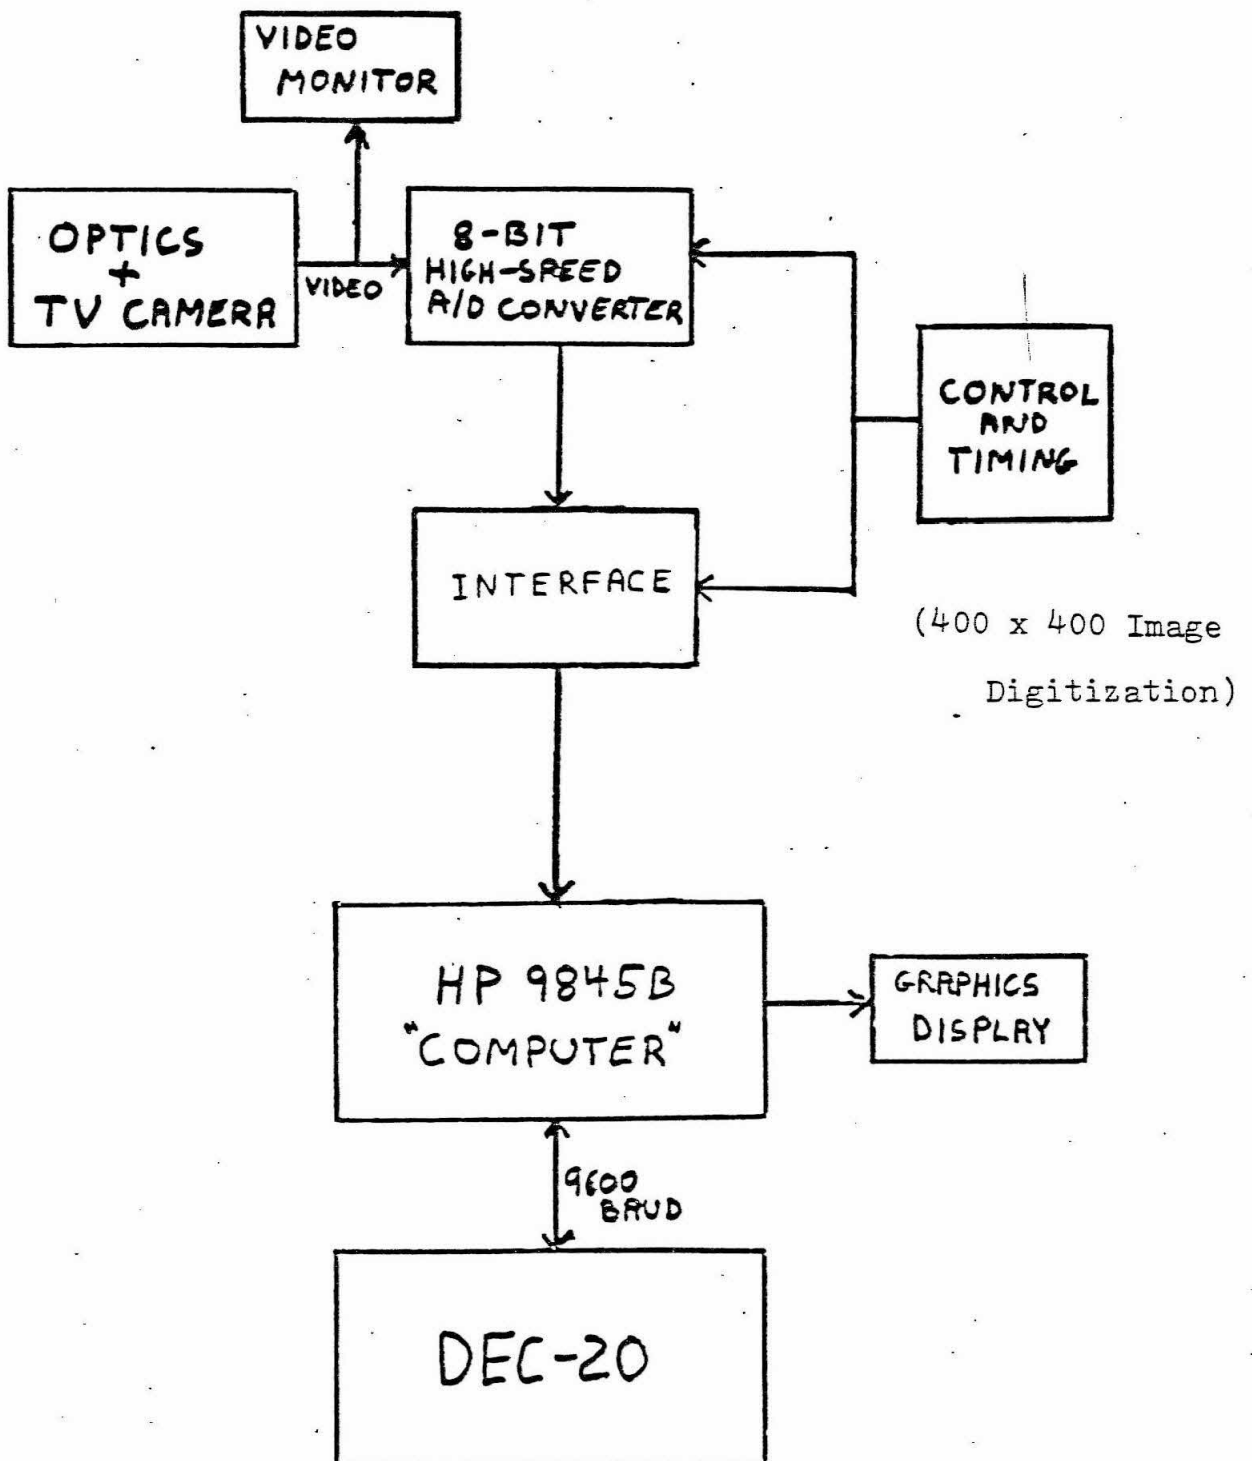 VIDEO
MONITOR
OPTICS
+
TV CAMERA
VIDEO
8-BIT
HIGH-SPEED
A/D CONVERTER
CONTROL
AND
TIMING
INTERFACE
(400 x 400 Image
Digitization)
HP 9845B
"COMPUTER"
GRAPHICS
DISPLAY
9600
BAUD
DEC-20